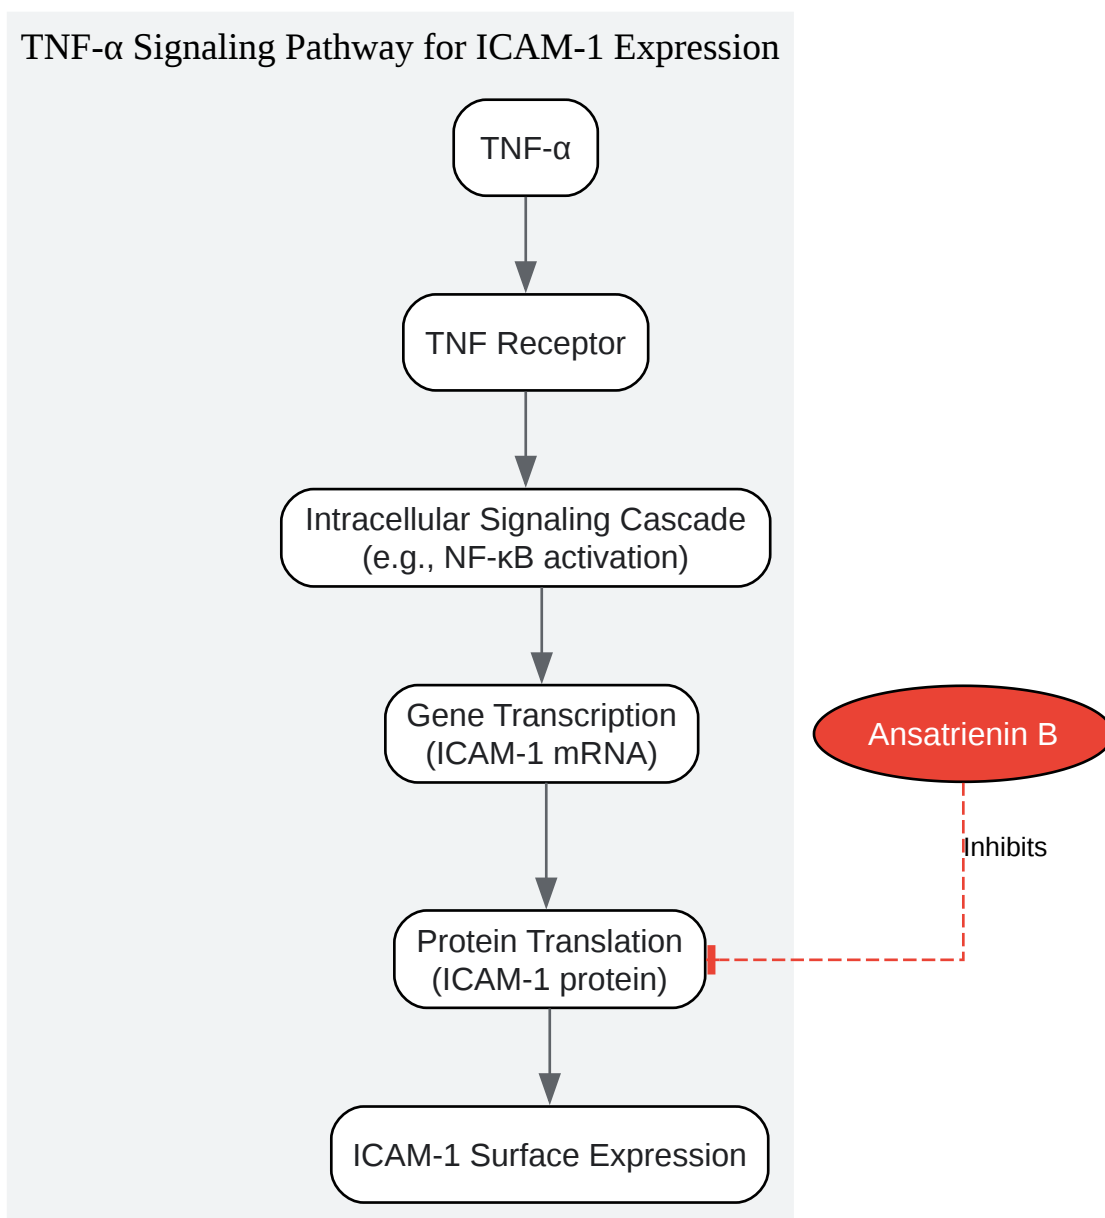 TNF-α Signaling Pathway for ICAM-1 Expression
TNF-α
TNF Receptor
Intracellular Signaling Cascade
(e.g., NF-κB activation)
Gene Transcription
(ICAM-1 mRNA)
Ansatrienin B
Inhibits
Protein Translation
(ICAM-1 protein)
ICAM-1 Surface Expression